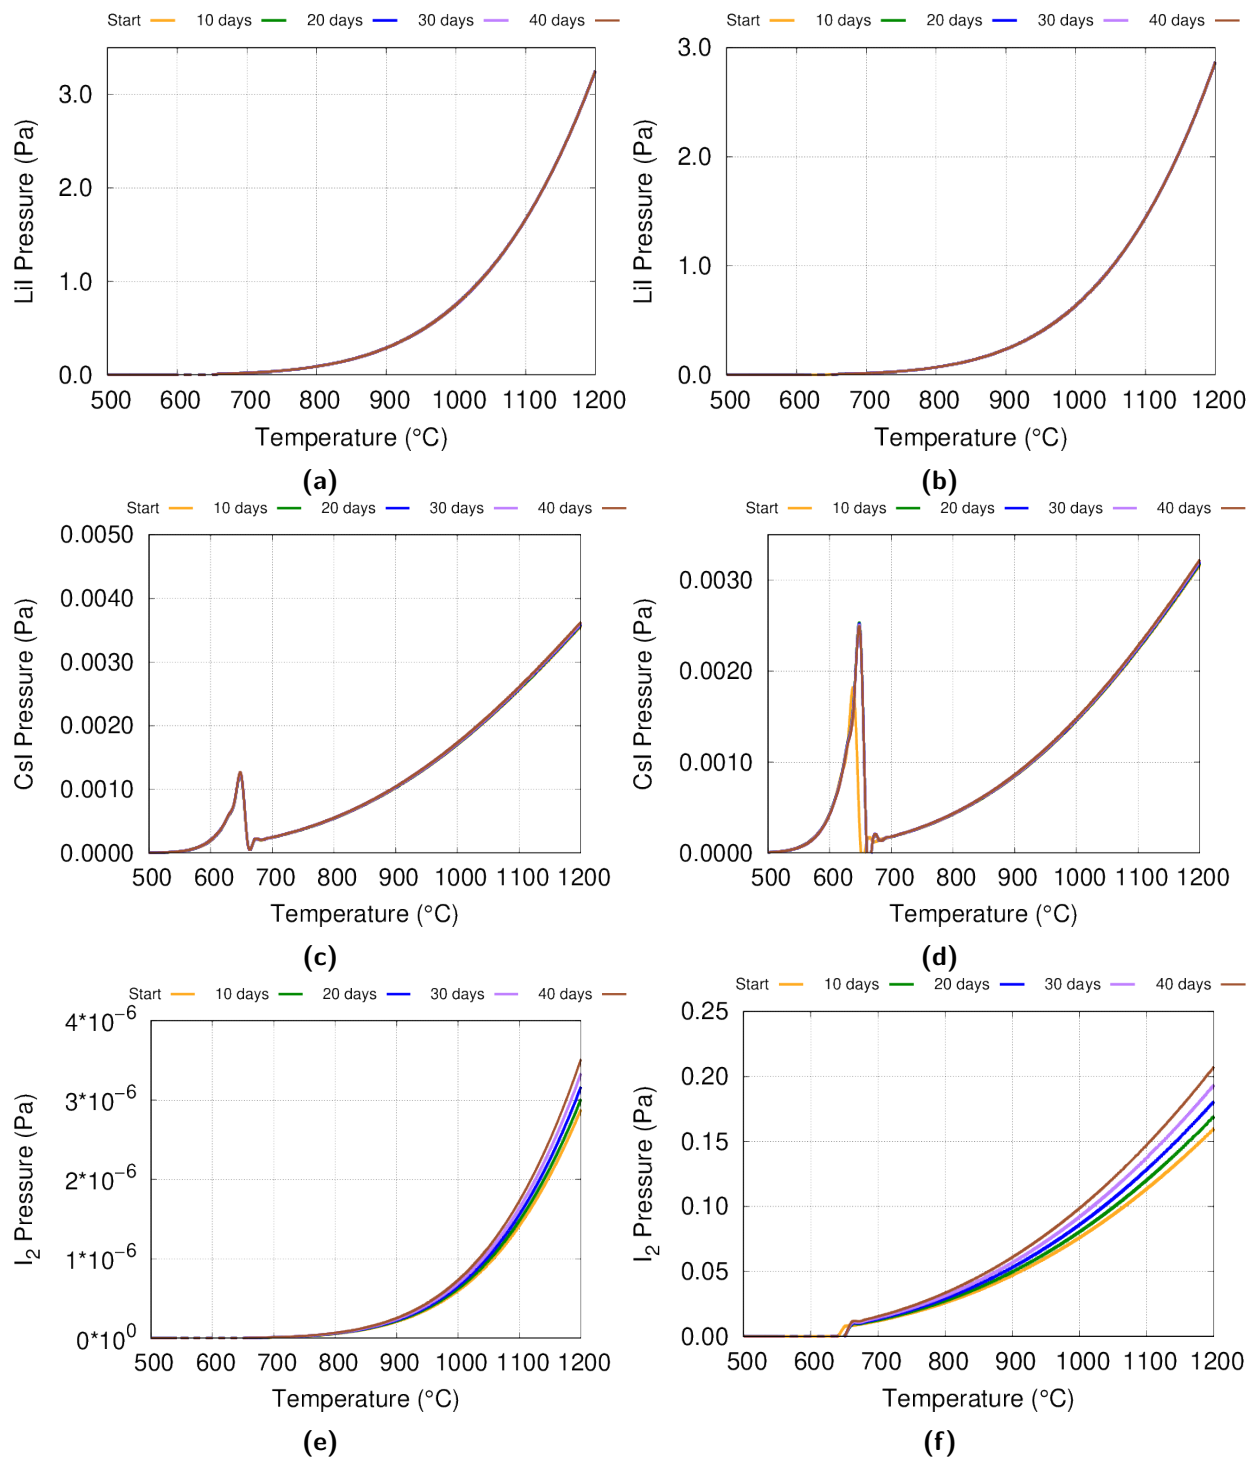 Start 10 days 20 days 30 days 40 days
3.0
2.0
1.0
0.0
LiI Pressure (Pa)
500 600 700 800 900 1000 1100 1200
Temperature (°C)
(a)
Start 10 days 20 days 30 days 40 days
3.0
2.0
1.0
0.0
LiI Pressure (Pa)
500 600 700 800 900 1000 1100 1200
Temperature (°C)
(b)
Start 10 days 20 days 30 days 40 days
0.0050
0.0040
0.0030
0.0020
0.0010
0.0000
CsI Pressure (Pa)
500 600 700 800 900 1000 1100 1200
Temperature (°C)
(c)
Start 10 days 20 days 30 days 40 days
0.0030
0.0020
0.0010
0.0000
CsI Pressure (Pa)
500 600 700 800 900 1000 1100 1200
Temperature (°C)
(d)
Start 10 days 20 days 30 days 40 days
4*10⁻⁶
3*10⁻⁶
2*10⁻⁶
1*10⁻⁶
0*10⁰
I₂ Pressure (Pa)
500 600 700 800 900 1000 1100 1200
Temperature (°C)
(e)
Start 10 days 20 days 30 days 40 days
0.25
0.20
0.15
0.10
0.05
0.00
I₂ Pressure (Pa)
500 600 700 800 900 1000 1100 1200
Temperature (°C)
(f)